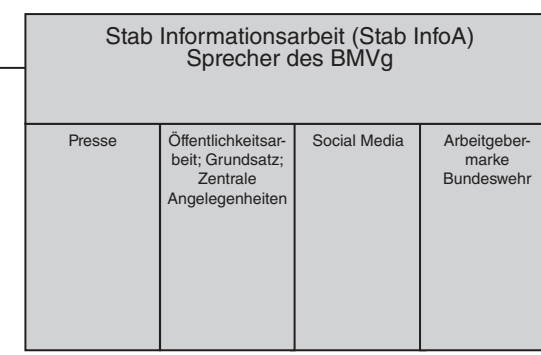 Stab Informationsarbeit (Stab InfoA)
Sprecher des BMVg
Presse
Öffentlichkeitsar-
beit; Grundsatz;
Zentrale
Angelegenheiten
Social Media
Arbeitgeber-
marke
Bundeswehr